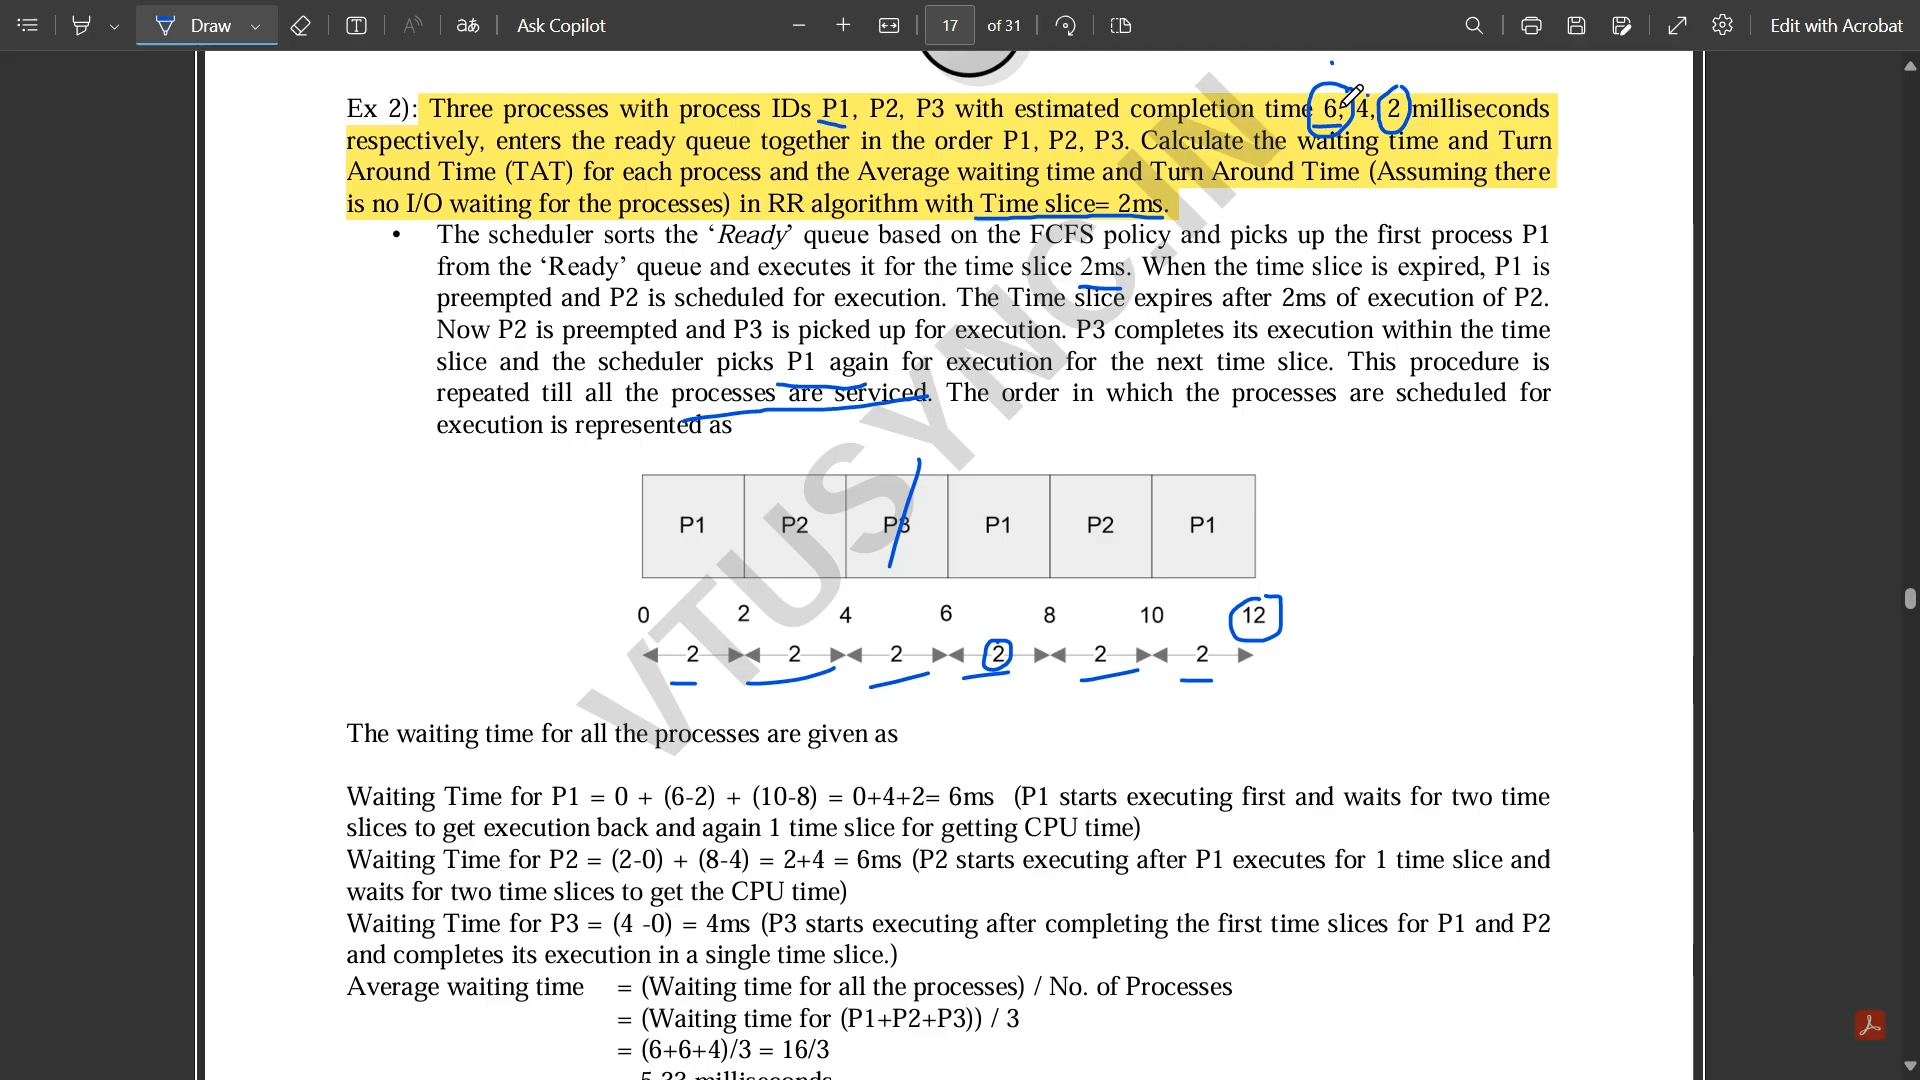 Draw
Ask Copilot
17 of 31
Edit with Acrobat
Ex 2): Three processes with process IDs P1, P2, P3 with estimated completion time 6, 4, 2 milliseconds
respectively, enters the ready queue together in the order P1, P2, P3. Calculate the waiting time and Turn
Around Time (TAT) for each process and the Average waiting time and Turn Around Time (Assuming there
is no I/O waiting for the processes) in RR algorithm with Time slice= 2ms.
• The scheduler sorts the ‘Ready’ queue based on the FCFS policy and picks up the first process P1
from the ‘Ready’ queue and executes it for the time slice 2ms. When the time slice is expired, P1 is
preempted and P2 is scheduled for execution. The Time slice expires after 2ms of execution of P2.
Now P2 is preempted and P3 is picked up for execution. P3 completes its execution within the time
slice and the scheduler picks P1 again for execution for the next time slice. This procedure is
repeated till all the processes are serviced. The order in which the processes are scheduled for
execution is represented as
P1 P2 P3 P1 P2 P1
0 2 4 6 8 10 12
2 2 2 2 2 2
VTUSYNC.IN
The waiting time for all the processes are given as
Waiting Time for P1 = 0 + (6-2) + (10-8) = 0+4+2= 6ms (P1 starts executing first and waits for two time
slices to get execution back and again 1 time slice for getting CPU time)
Waiting Time for P2 = (2-0) + (8-4) = 2+4 = 6ms (P2 starts executing after P1 executes for 1 time slice and
waits for two time slices to get the CPU time)
Waiting Time for P3 = (4 -0) = 4ms (P3 starts executing after completing the first time slices for P1 and P2
and completes its execution in a single time slice.)
Average waiting time = (Waiting time for all the processes) / No. of Processes
= (Waiting time for (P1+P2+P3)) / 3
= (6+6+4)/3 = 16/3
5.33 milliseconds